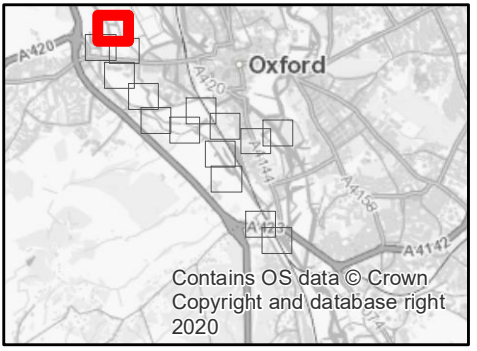 A420
Oxford
A420
A4144
A4158
A423
A4142
Contains OS data © Crown
Copyright and database right
2020